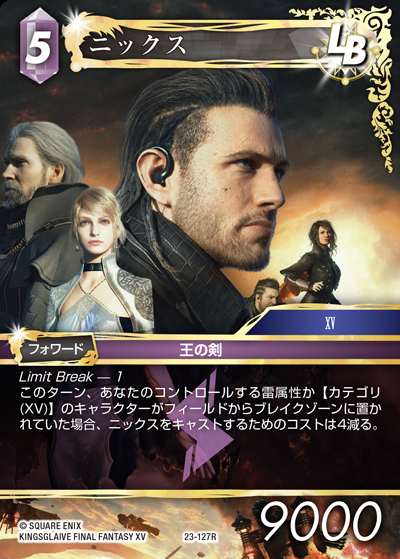 5
ニックス
LB
XV
フォワード
王の剣
Limit Break — 1
このターン、あなたのコントロールする雷属性か【カテゴリ
(XV)】のキャラクターがフィールドからブレイクゾーンに置か
れていた場合、ニックスをキャストするためのコストは4減る。
© SQUARE ENIX
KINGSGLAIVE FINAL FANTASY XV
23-127R
9000